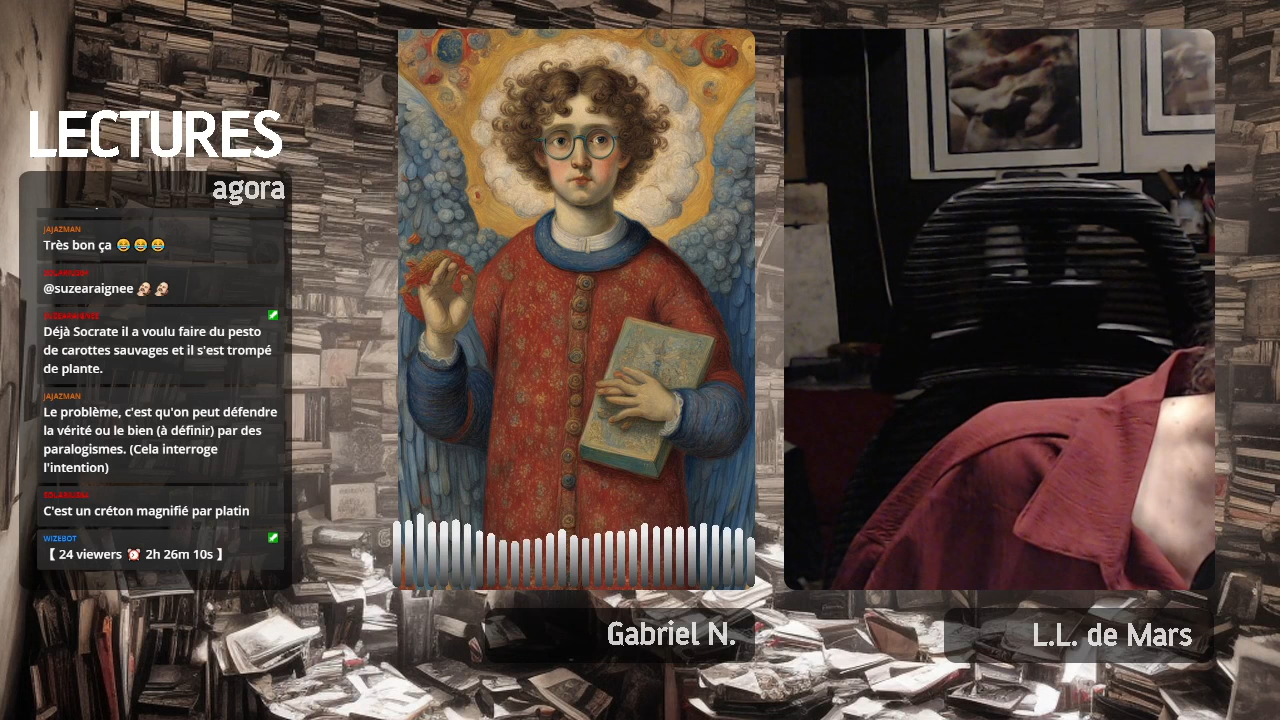 LECTURES
agora
JAJAZMAN
Très bon ça 😂 😂 😂
@suzearaignee
Déjà Socrate il a voulu faire du pesto
de carottes sauvages et il s'est trompé
de plante.
JAJAZMAN
Le problème, c'est qu'on peut défendre
la vérité ou le bien (à définir) par des
paralogismes. (Cela interroge
l'intention)
C'est un créton magnifié par platin
WIZEBOT
【 24 viewers ⏰ 2h 26m 10s 】
Gabriel N.
L.L. de Mars